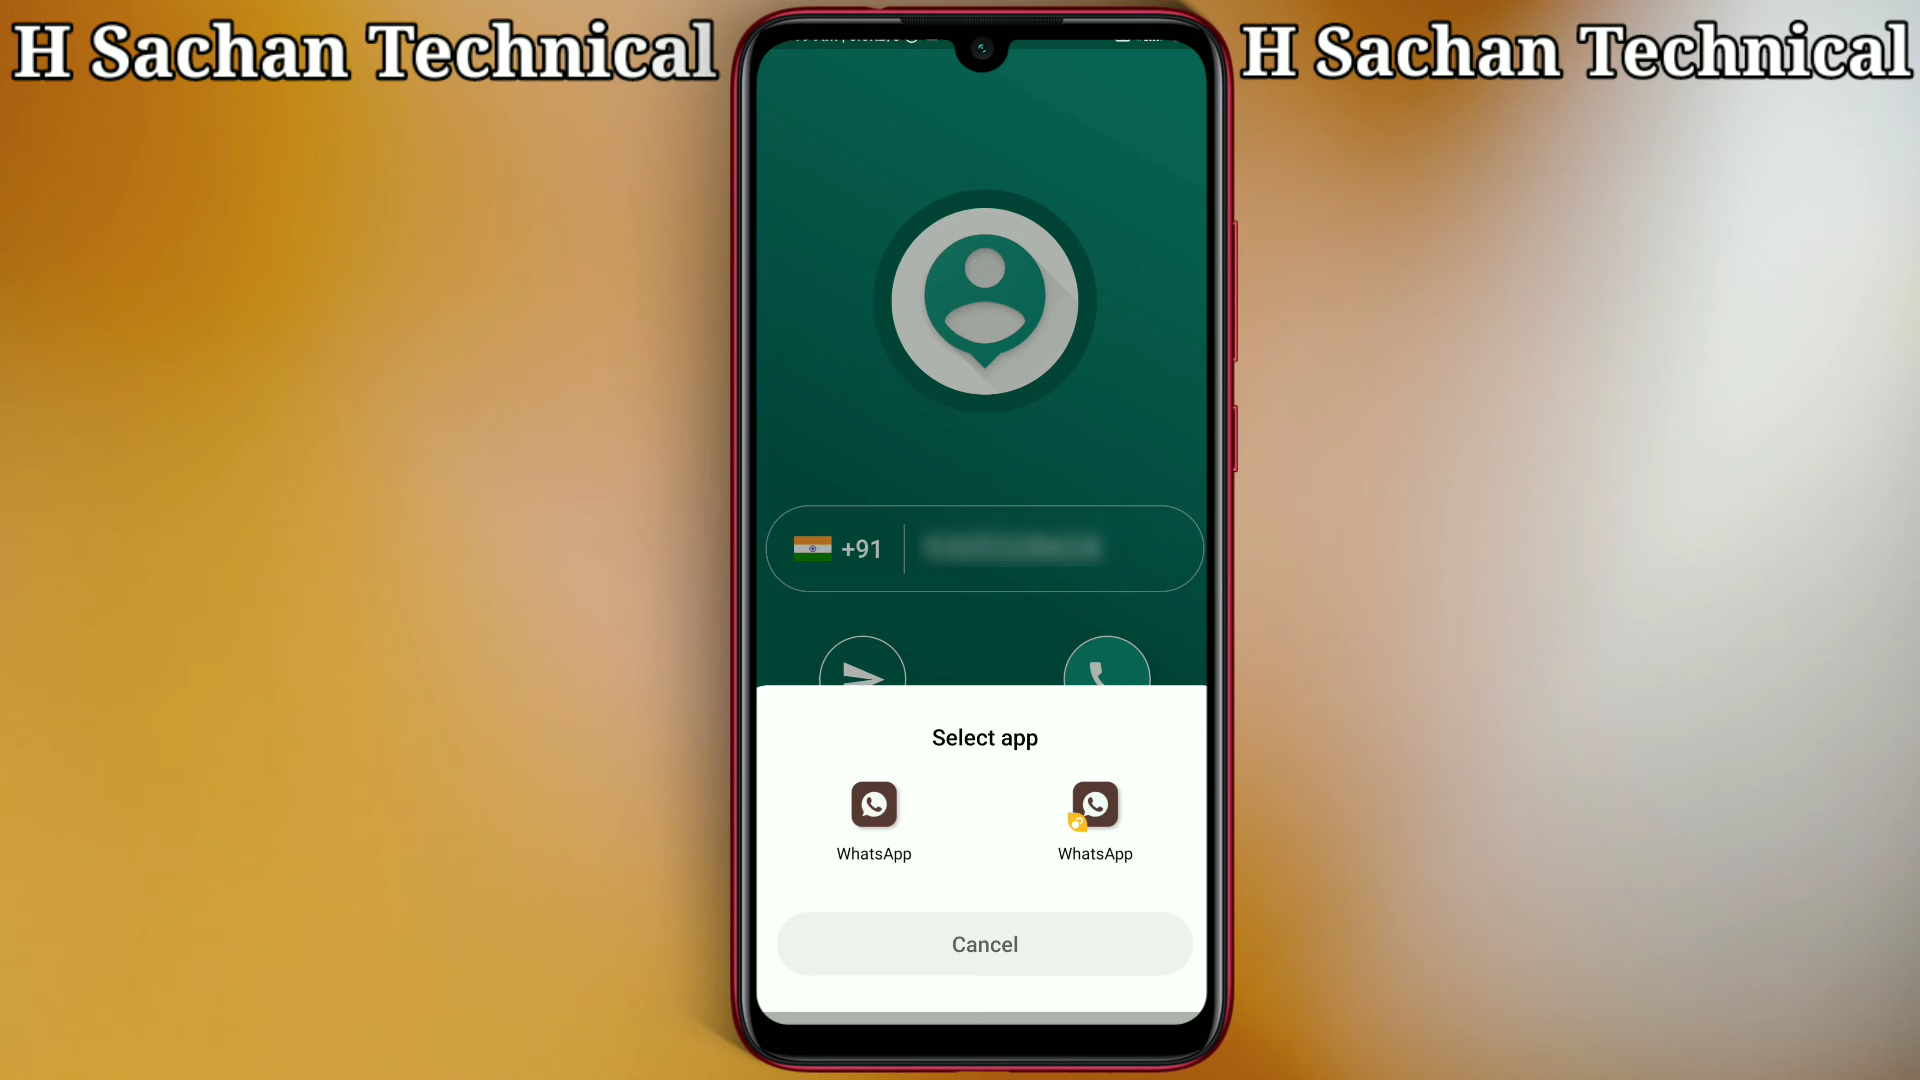 H Sachan Technical
H Sachan Technical
+91
Select app
WhatsApp
WhatsApp
Cancel